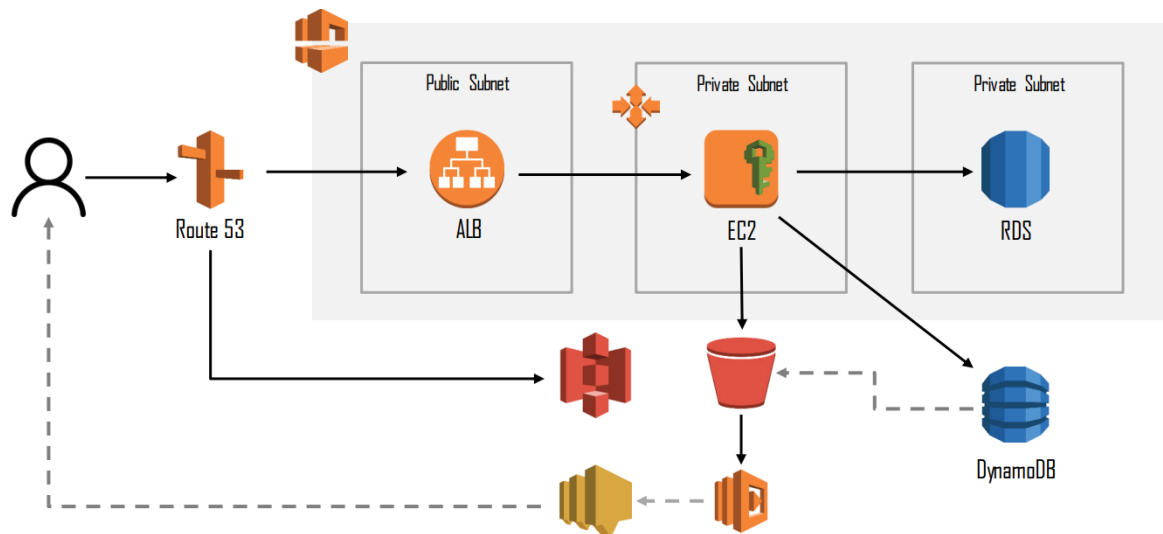 Public Subnet
Private Subnet
Private Subnet
Route 53
ALB
EC2
RDS
DynamoDB